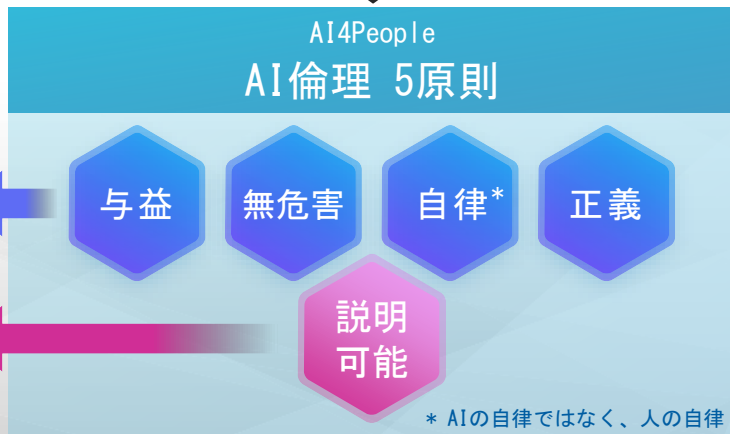 AI4People
AI倫理 5原則
与益
無危害
自律*
正義
説明
可能
* AIの自律ではなく、人の自律